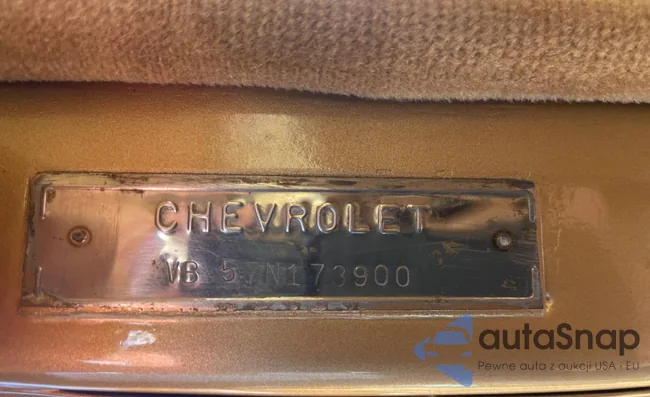 CHEVROLET
VB 57N173900
autaSnap
Pewne auta z aukcji USA i EU